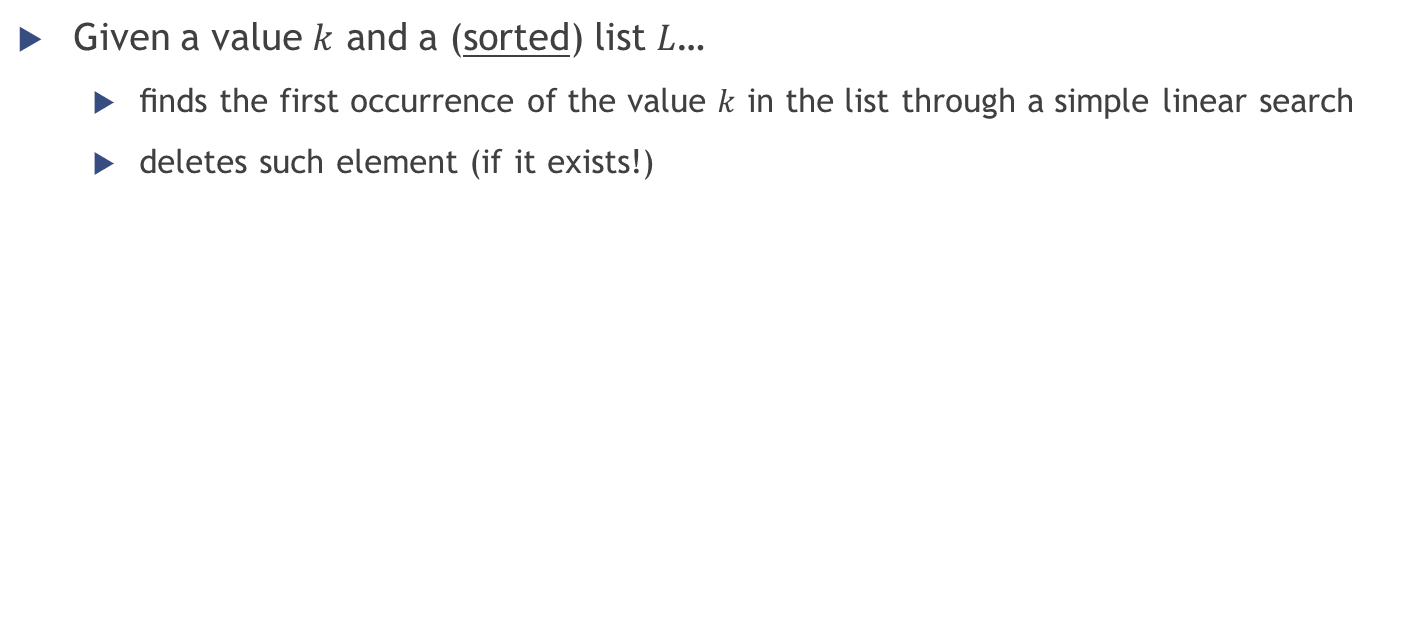 Given a value k and a (sorted) list L...
finds the first occurrence of the value k in the list through a simple linear search
deletes such element (if it exists!)